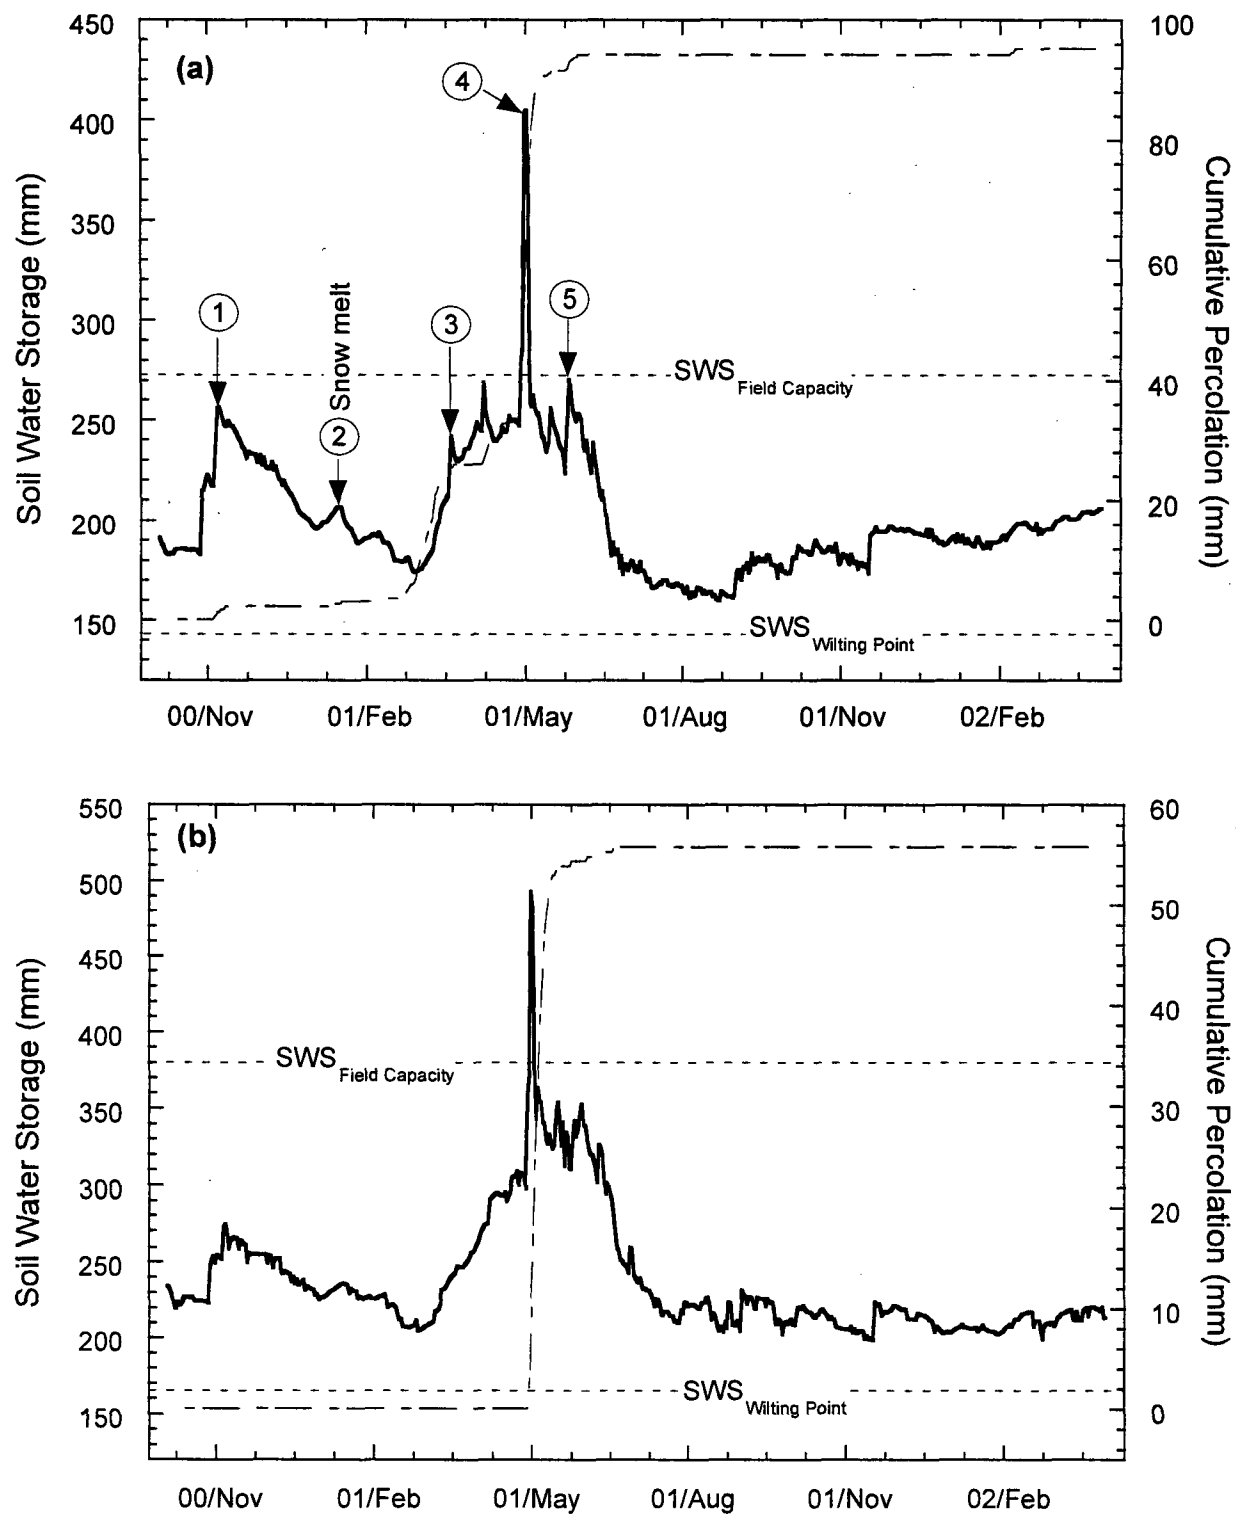 (a)
450
400
350
300
250
200
150
Soil Water Storage (mm)
100
80
60
40
20
0
Cumulative Percolation (mm)
1
Snow melt
2
3
4
5
SWS Field Capacity
SWS Wilting Point
00/Nov 01/Feb 01/May 01/Aug 01/Nov 02/Feb
(b)
550
500
450
400
350
300
250
200
150
Soil Water Storage (mm)
60
50
40
30
20
10
0
Cumulative Percolation (mm)
SWS Field Capacity
SWS Wilting Point
00/Nov 01/Feb 01/May 01/Aug 01/Nov 02/Feb